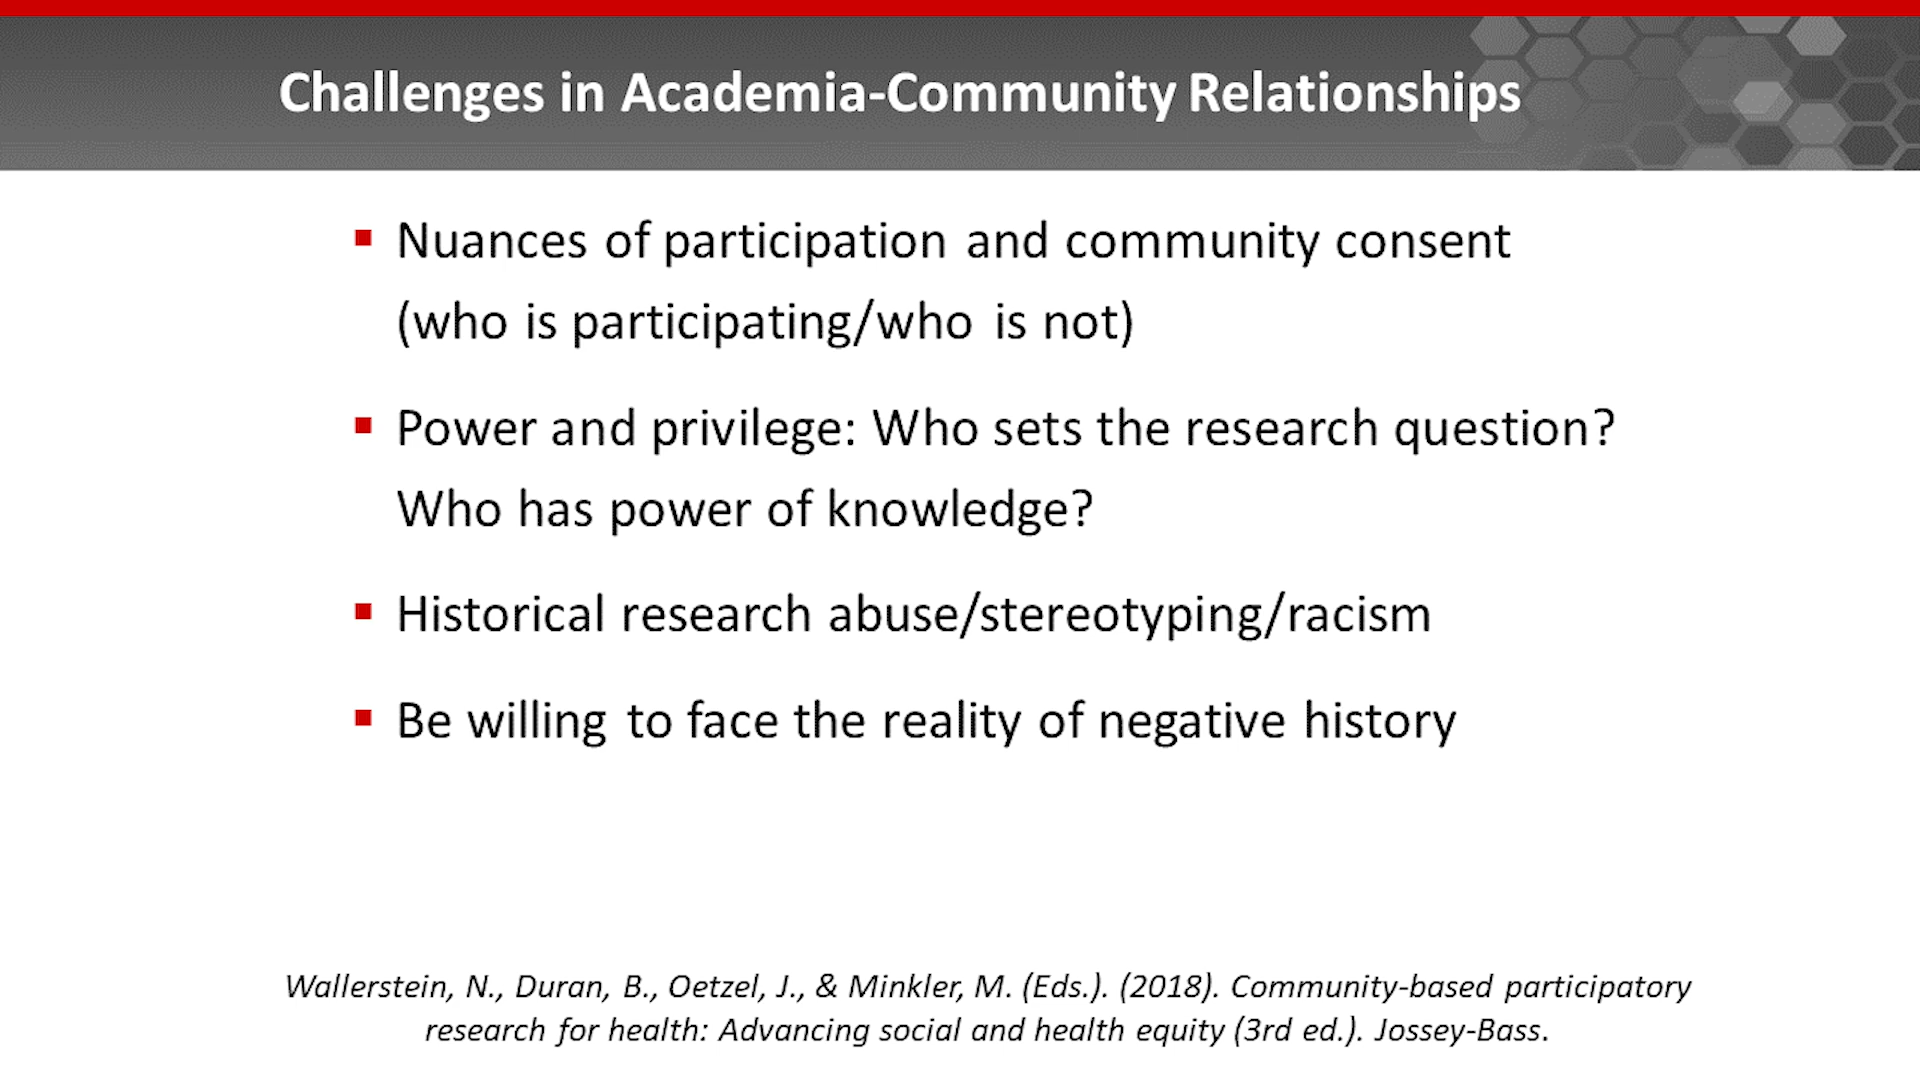 Challenges in Academia-Community Relationships
▪ Nuances of participation and community consent
(who is participating/who is not)
▪ Power and privilege: Who sets the research question?
Who has power of knowledge?
▪ Historical research abuse/stereotyping/racism
▪ Be willing to face the reality of negative history
Wallerstein, N., Duran, B., Oetzel, J., & Minkler, M. (Eds.). (2018). Community-based participatory
research for health: Advancing social and health equity (3rd ed.). Jossey-Bass.